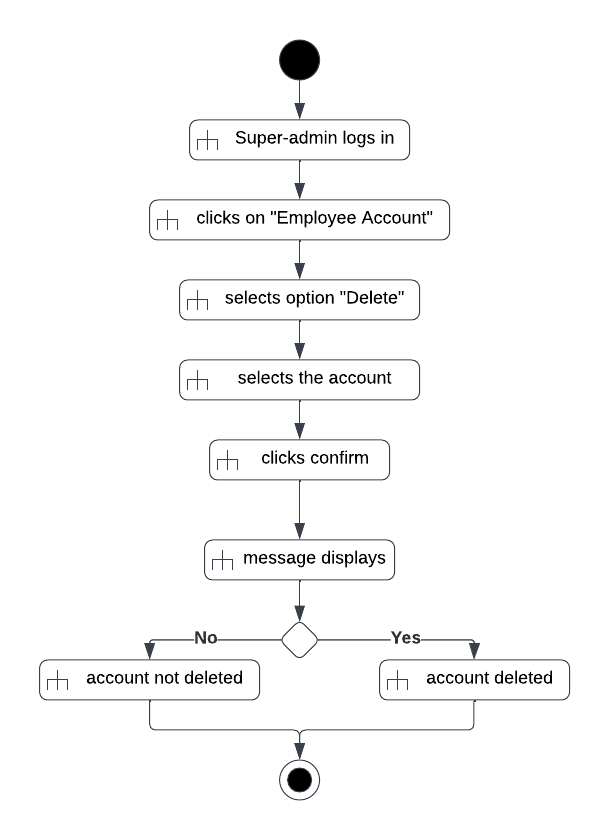 Super-admin logs in
clicks on "Employee Account"
selects option "Delete"
selects the account
clicks confirm
message displays
No
Yes
account not deleted
account deleted